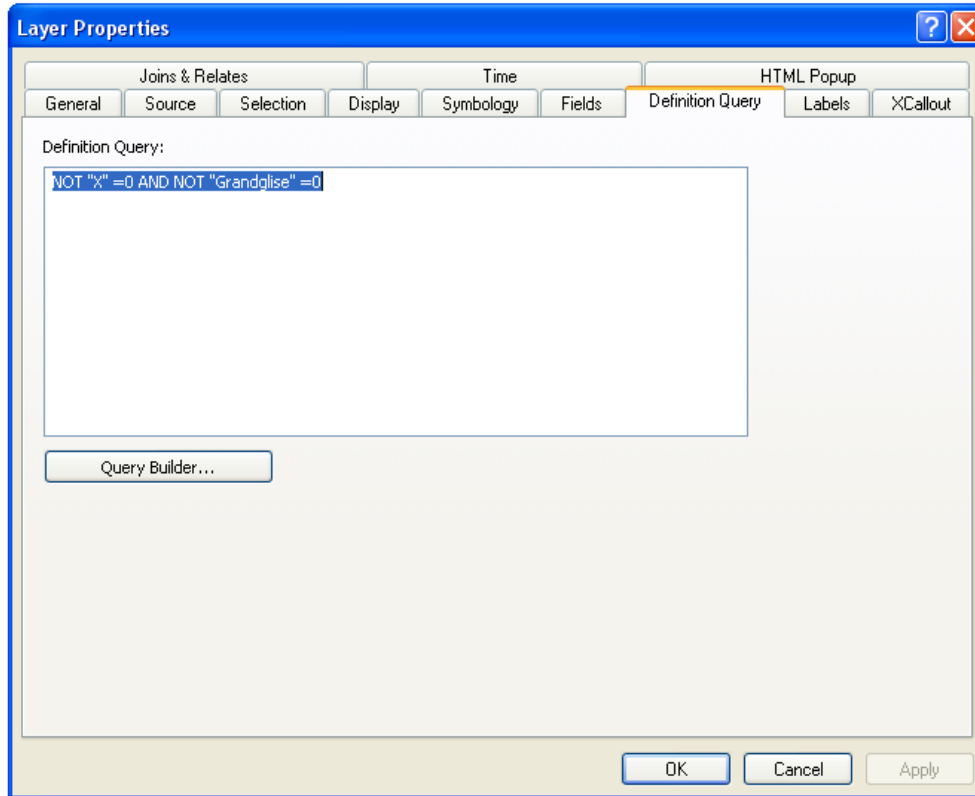 Layer Properties
Joins & Relates Time HTML Popup
General Source Selection Display Symbology Fields Definition Query Labels XCallout
Definition Query:
NOT "X" =0 AND NOT "Grandglise" =0
Query Builder...
OK Cancel Apply